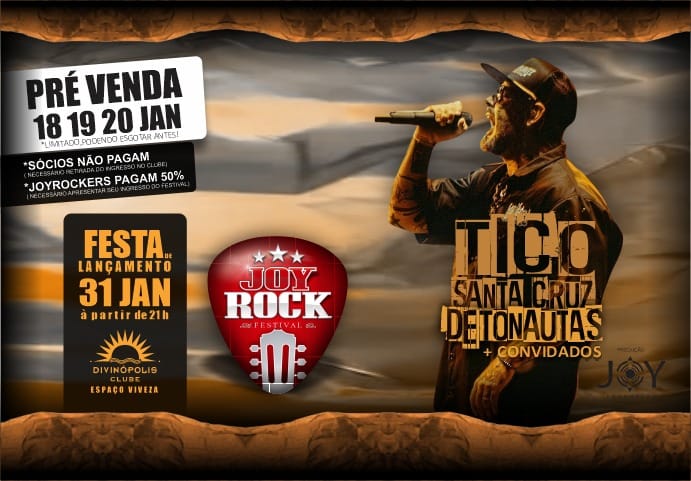 PRÉ VENDA
18 19 20 JAN
*LIMITADO,PODENDO ESGOTAR ANTES!
*SÓCIOS NÃO PAGAM
( NECESSÁRIO RETIRADA DO INGRESSO NO CLUBE)
*JOYROCKERS PAGAM 50%
( NECESSÁRIO APRESENTAR SEU INGRESSO DO FESTIVAL)
FESTA DE
LANÇAMENTO
31 JAN
à partir de 21h
DIVINÓPOLIS
CLUBE
ESPAÇO VIVEZA
JOY
ROCK
FESTIVAL
TICO
SANTA CRUZ
DETONAUTAS
+ CONVIDADOS
PRODUÇÃO
JOY